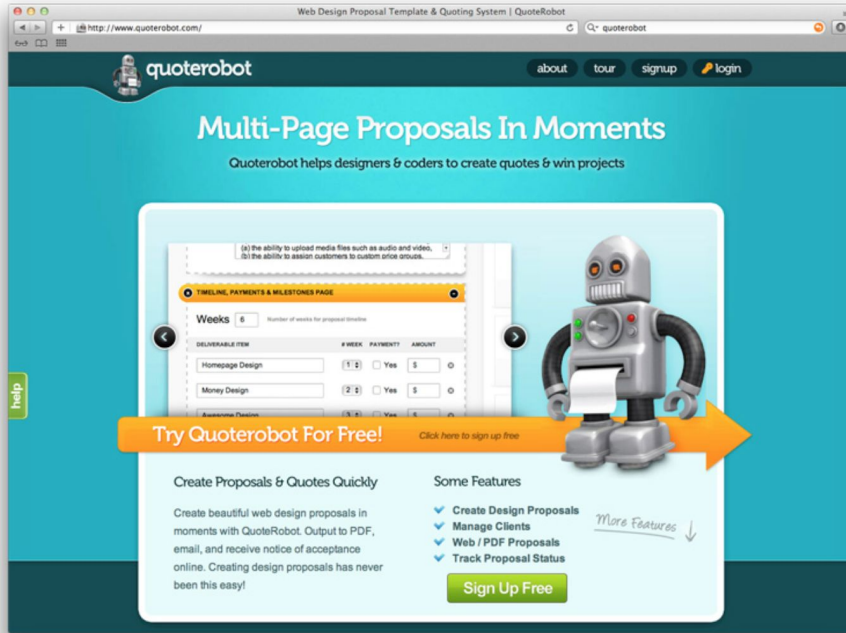 Web Design Proposal Template & Quoting System | QuoteRobot
http://www.quoterobot.com/
quoterobot
quoterobot
about
tour
signup
login
Multi-Page Proposals In Moments
Quoterobot helps designers & coders to create quotes & win projects
(a) the ability to upload media files such as audio and video,
(b) the ability to assign customers to custom price groups.
TIMELINE, PAYMENTS & MILESTONES PAGE
Weeks 6 Number of weeks for proposal timeline
DELIVERABLE ITEM # WEEK PAYMENT? AMOUNT
Homepage Design 1 Yes $
Money Design 2 Yes $
Awesome Design 3 Yes $
help
Try Quoterobot For Free! Click here to sign up free
Create Proposals & Quotes Quickly
Create beautiful web design proposals in
moments with QuoteRobot. Output to PDF,
email, and receive notice of acceptance
online. Creating design proposals has never
been this easy!
Some Features
Create Design Proposals
Manage Clients
Web / PDF Proposals
Track Proposal Status
More Features
Sign Up Free